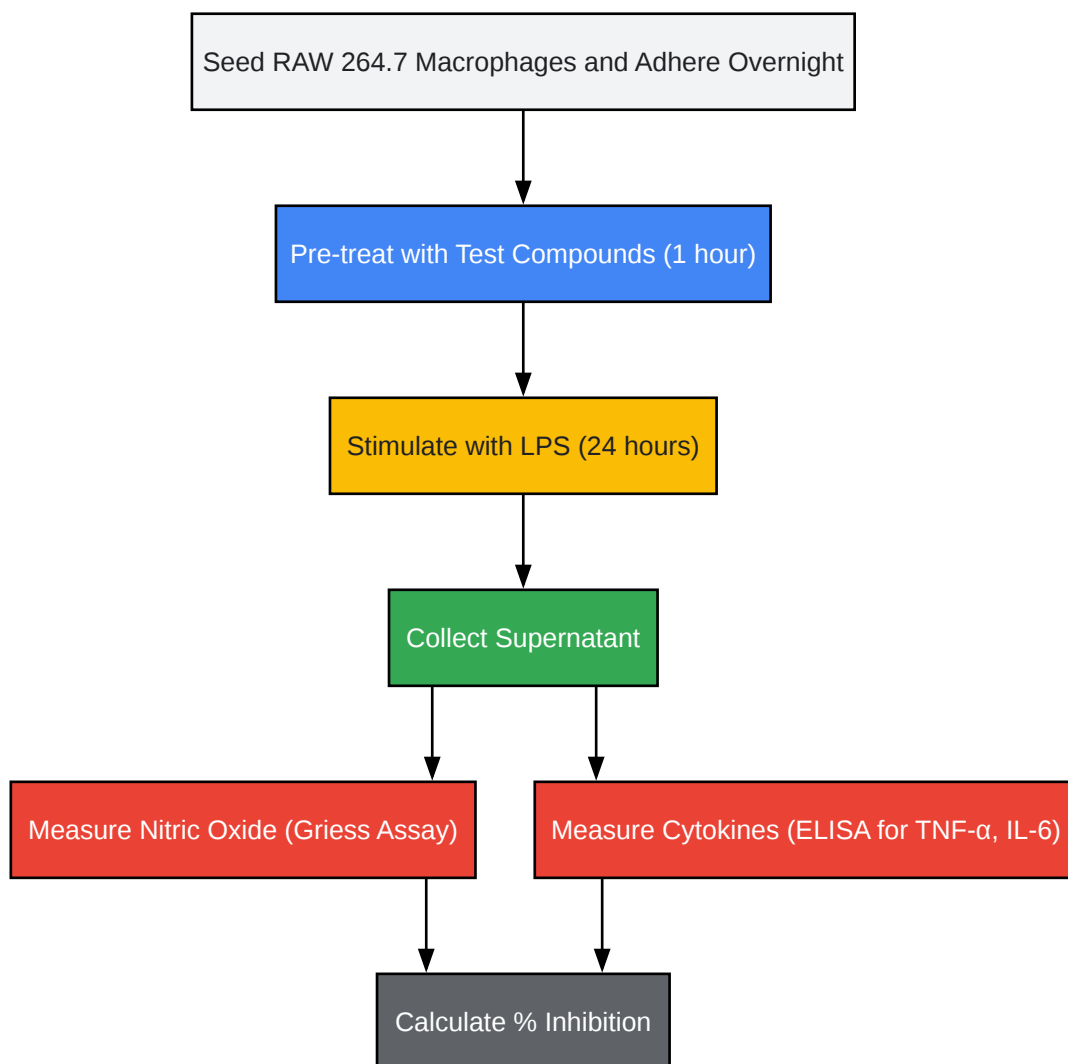 Seed RAW 264.7 Macrophages and Adhere Overnight
Pre-treat with Test Compounds (1 hour)
Stimulate with LPS (24 hours)
Collect Supernatant
Measure Nitric Oxide (Griess Assay)
Measure Cytokines (ELISA for TNF-α, IL-6)
Calculate % Inhibition